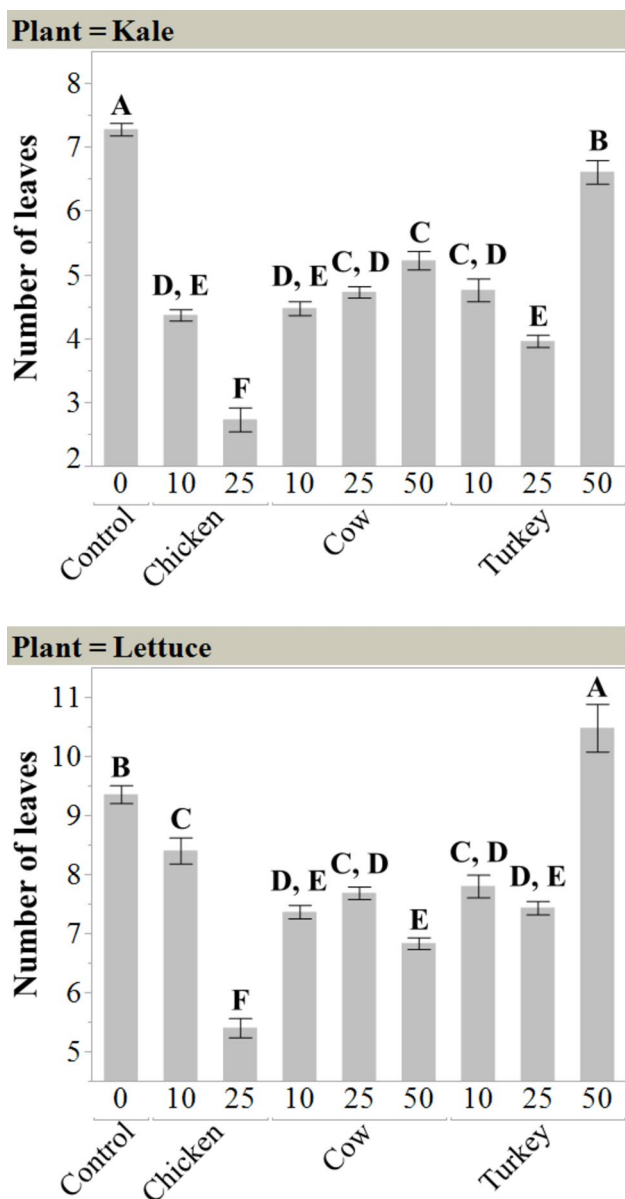 Plant = Kale
Number of leaves
8
7
6
5
4
3
2
A
D, E
F
D, E
C, D
C
C, D
E
B
0 10 25 10 25 50 10 25 50
Control Chicken Cow Turkey
Plant = Lettuce
Number of leaves
11
10
9
8
7
6
5
B
C
F
D, E
C, D
E
C, D
D, E
A
0 10 25 10 25 50 10 25 50
Control Chicken Cow Turkey